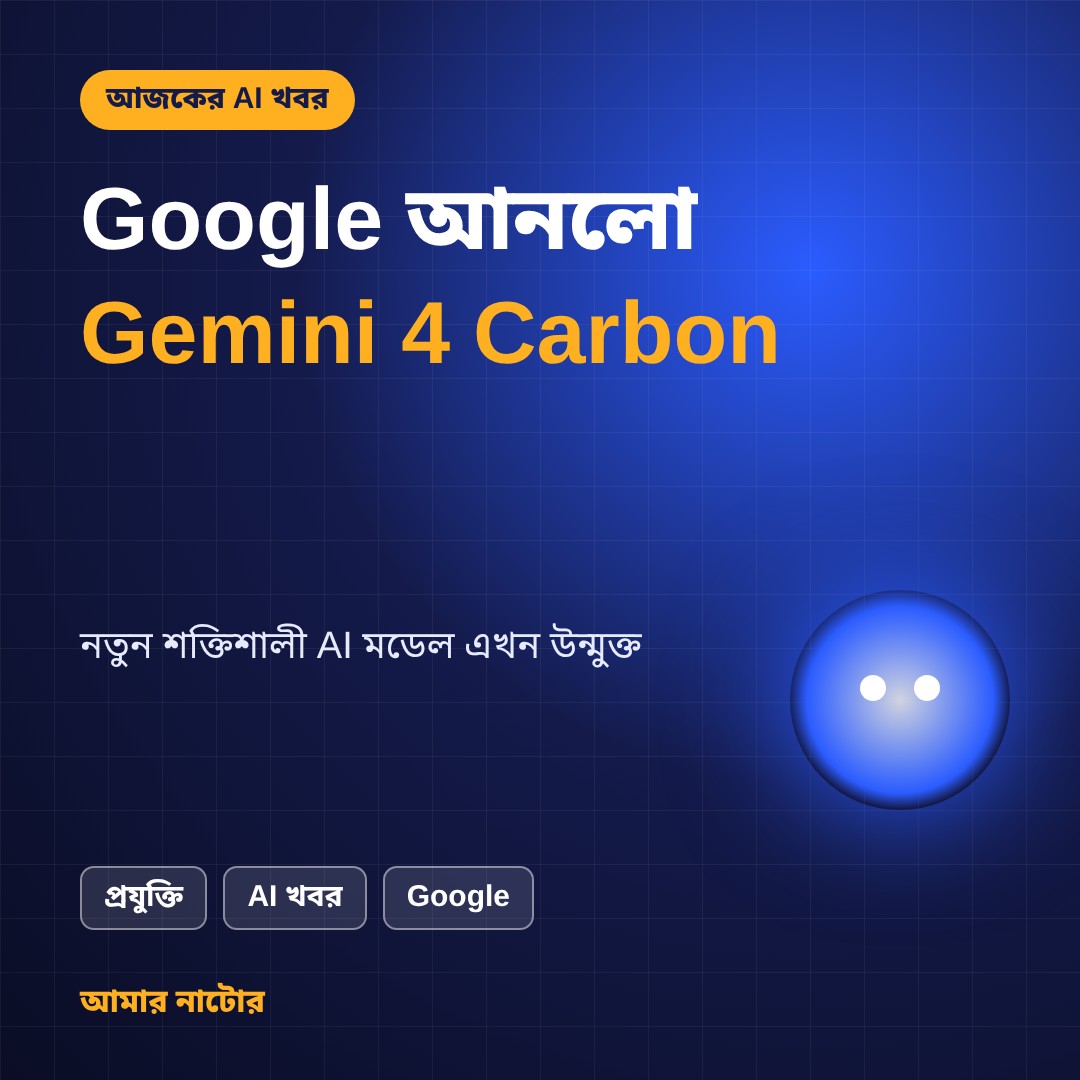 আজকের AI খবর
Google আনলো
Gemini 4 Carbon
নতুন শক্তিশালী AI মডেল এখন উন্মুক্ত
প্রযুক্তি
AI খবর
Google
আমার নাটোর